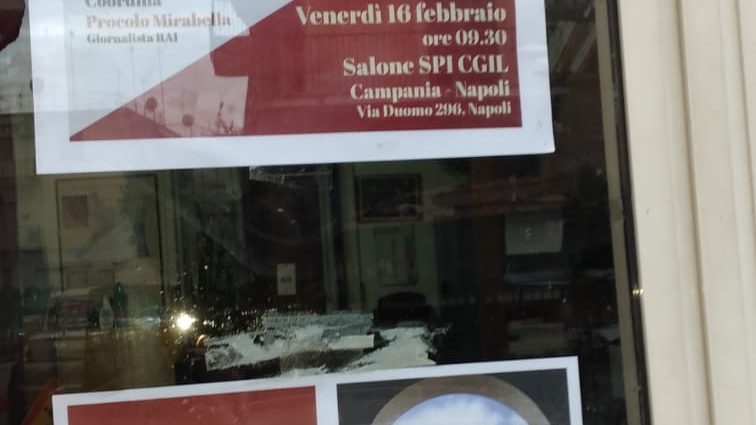 Coordina
Procolo Mirabella
Giornalista RAI
Venerdì 16 febbraio
ore 09.30
Salone SPI CGIL
Campania - Napoli
Via Duomo 296, Napoli